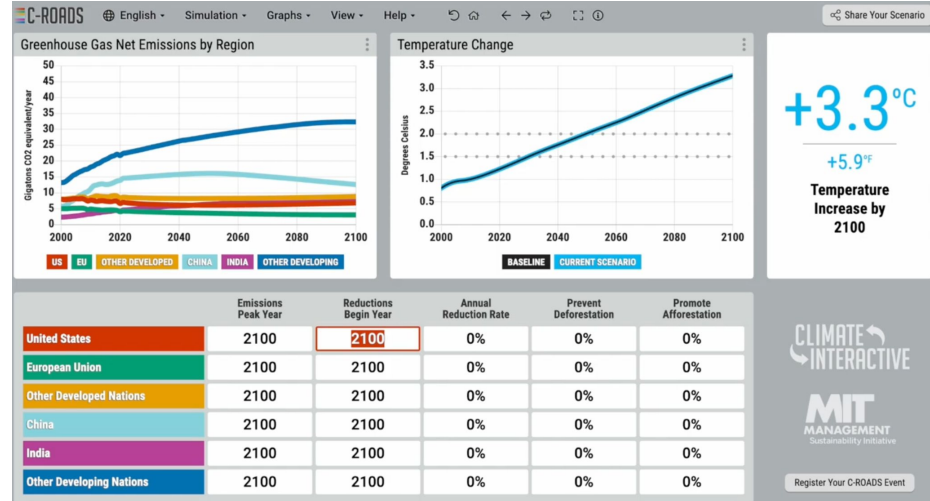 C-ROADS English Simulation Graphs View Help Share Your Scenario
Greenhouse Gas Net Emissions by Region
50
45
40
35
30
25
20
15
10
5
0
Gigatons CO2 equivalent/year
2000 2020 2040 2060 2080 2100
US EU OTHER DEVELOPED CHINA INDIA OTHER DEVELOPING
Temperature Change
3.5
3.0
2.5
2.0
1.5
1.0
0.5
0.0
Degrees Celsius
2000 2020 2040 2060 2080 2100
BASELINE CURRENT SCENARIO
+3.3°C
+5.9°F
Temperature
Increase by
2100
Emissions Peak Year Reductions Begin Year Annual Reduction Rate Prevent Deforestation Promote Afforestation
United States 2100 2100 0% 0% 0%
European Union 2100 2100 0% 0% 0%
Other Developed Nations 2100 2100 0% 0% 0%
China 2100 2100 0% 0% 0%
India 2100 2100 0% 0% 0%
Other Developing Nations 2100 2100 0% 0% 0%
CLIMATE
INTERACTIVE
MIT
MANAGEMENT
Sustainability Initiative
Register Your C-ROADS Event